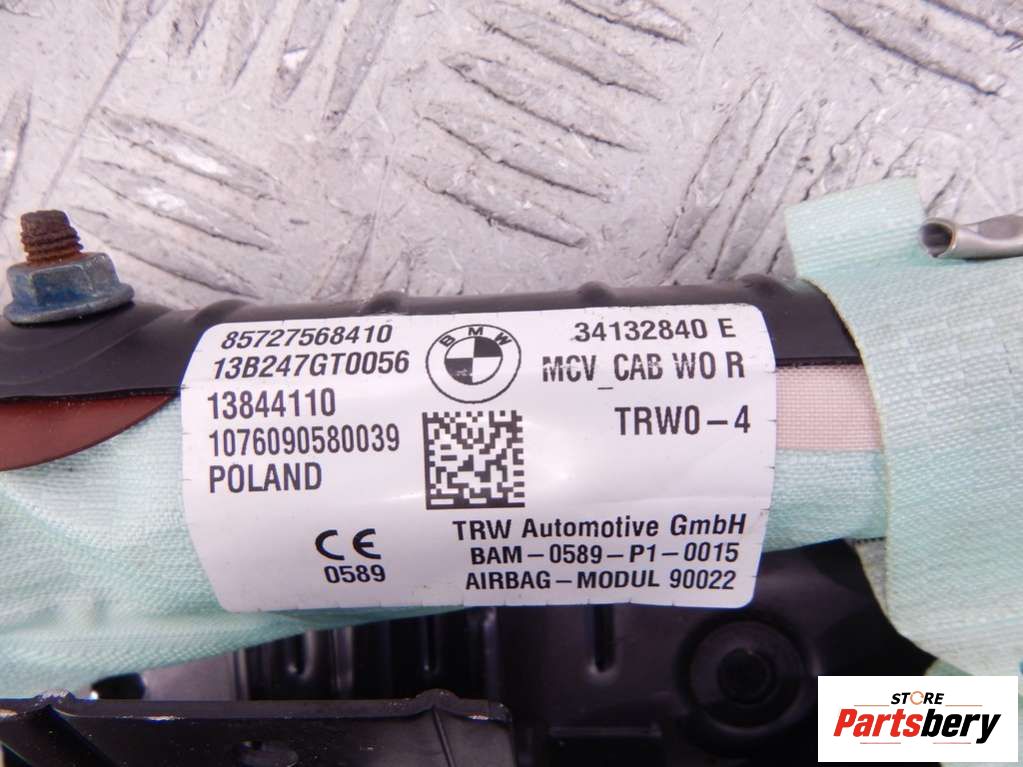 85727568410
13B247GT0056
13844110
1076090580039
POLAND
BMW
34132840 E
MCV_CAB WO R
TRWO-4
CE
0589
TRW Automotive GmbH
BAM-0589-P1-0015
AIRBAG-MODUL 90022
STORE
Partsbery